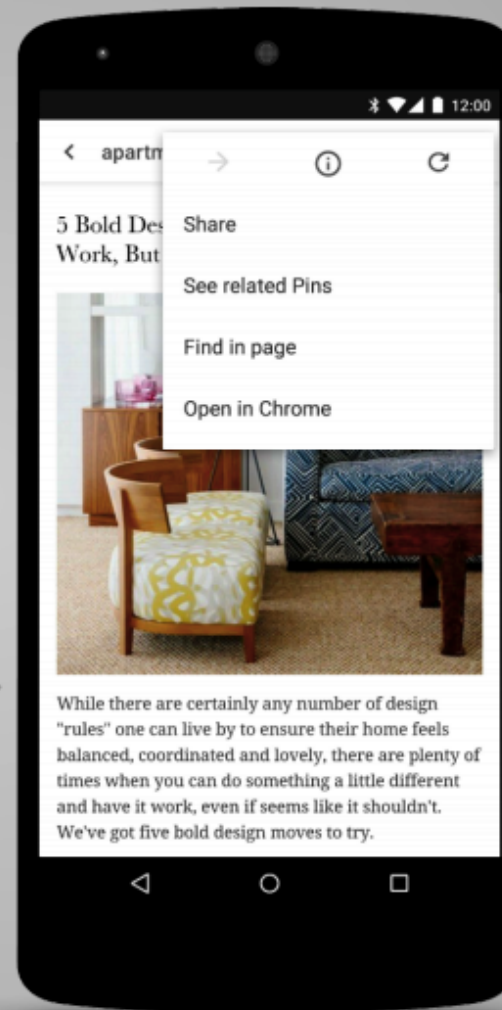 12:00
apartm
Share
See related Pins
Find in page
Open in Chrome
5 Bold Des
Work, But
While there are certainly any number of design
"rules" one can live by to ensure their home feels
balanced, coordinated and lovely, there are plenty of
times when you can do something a little different
and have it work, even if seems like it shouldn't.
We've got five bold design moves to try.